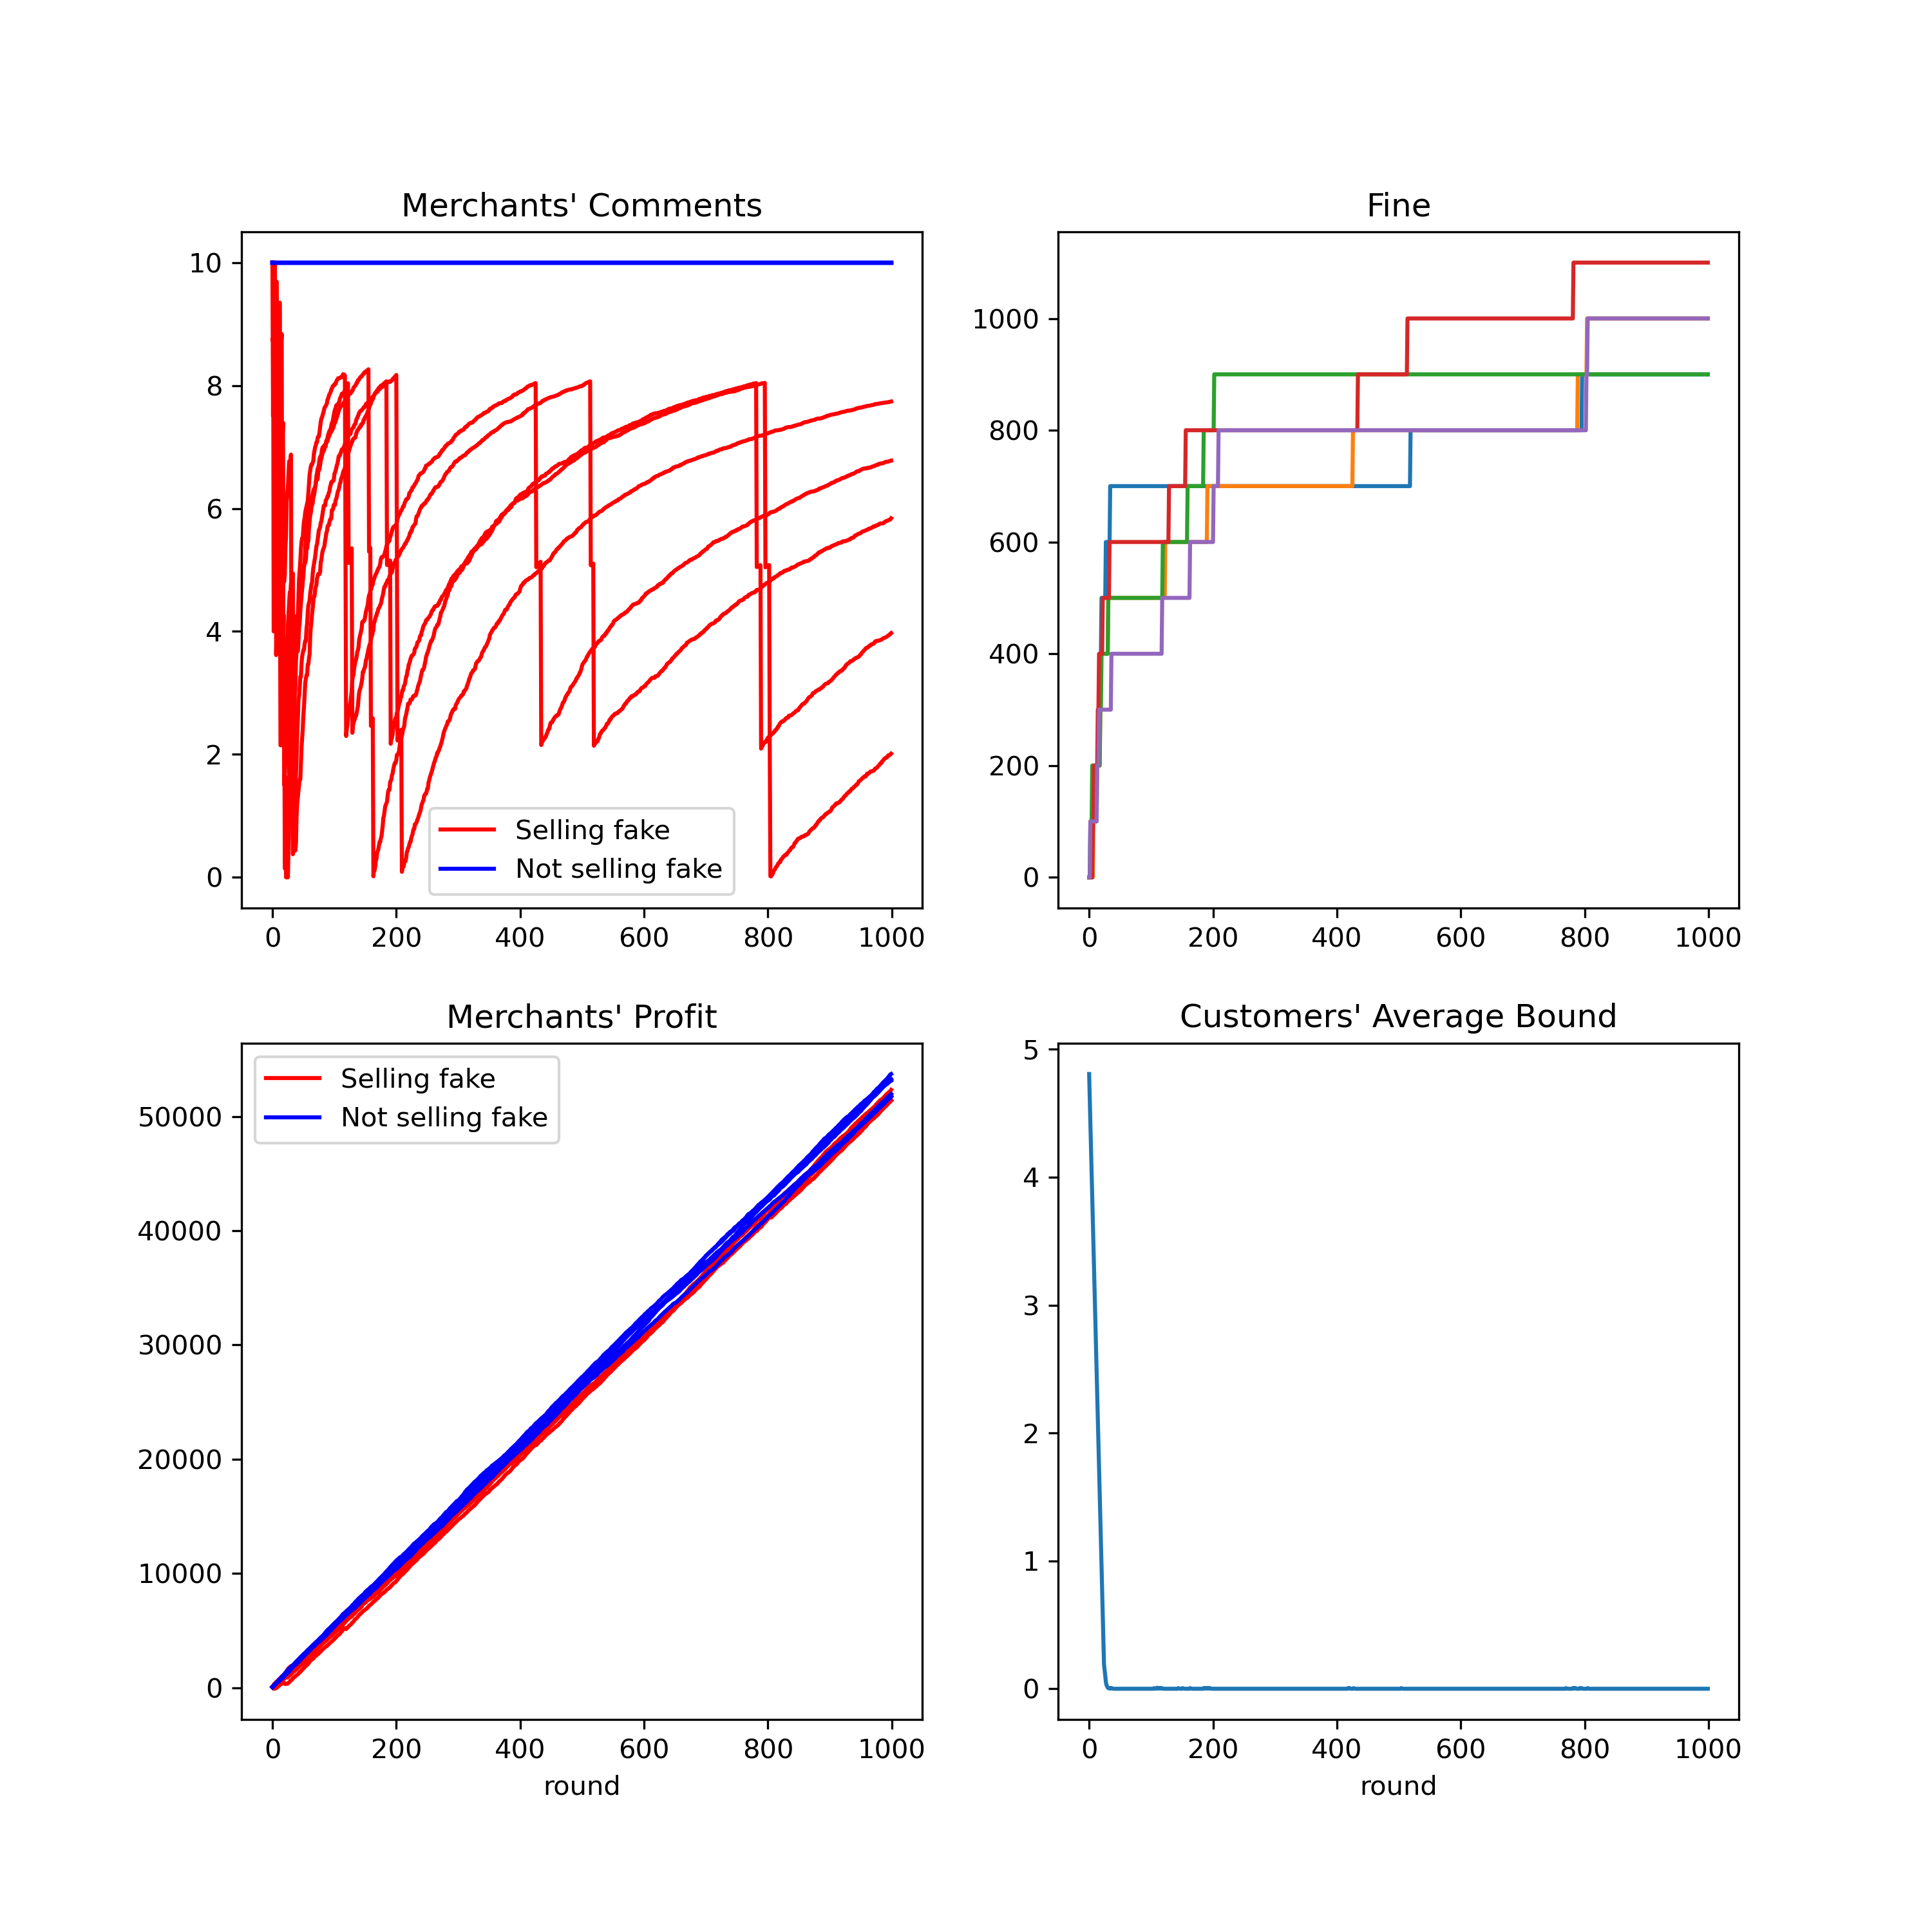 Merchants' Comments
10
8
6
4
2
0
Selling fake
Not selling fake
0 200 400 600 800 1000
Fine
1000
800
600
400
200
0
0 200 400 600 800 1000
Merchants' Profit
Selling fake
Not selling fake
50000
40000
30000
20000
10000
0
0 200 400 600 800 1000
round
Customers' Average Bound
5
4
3
2
1
0
0 200 400 600 800 1000
round